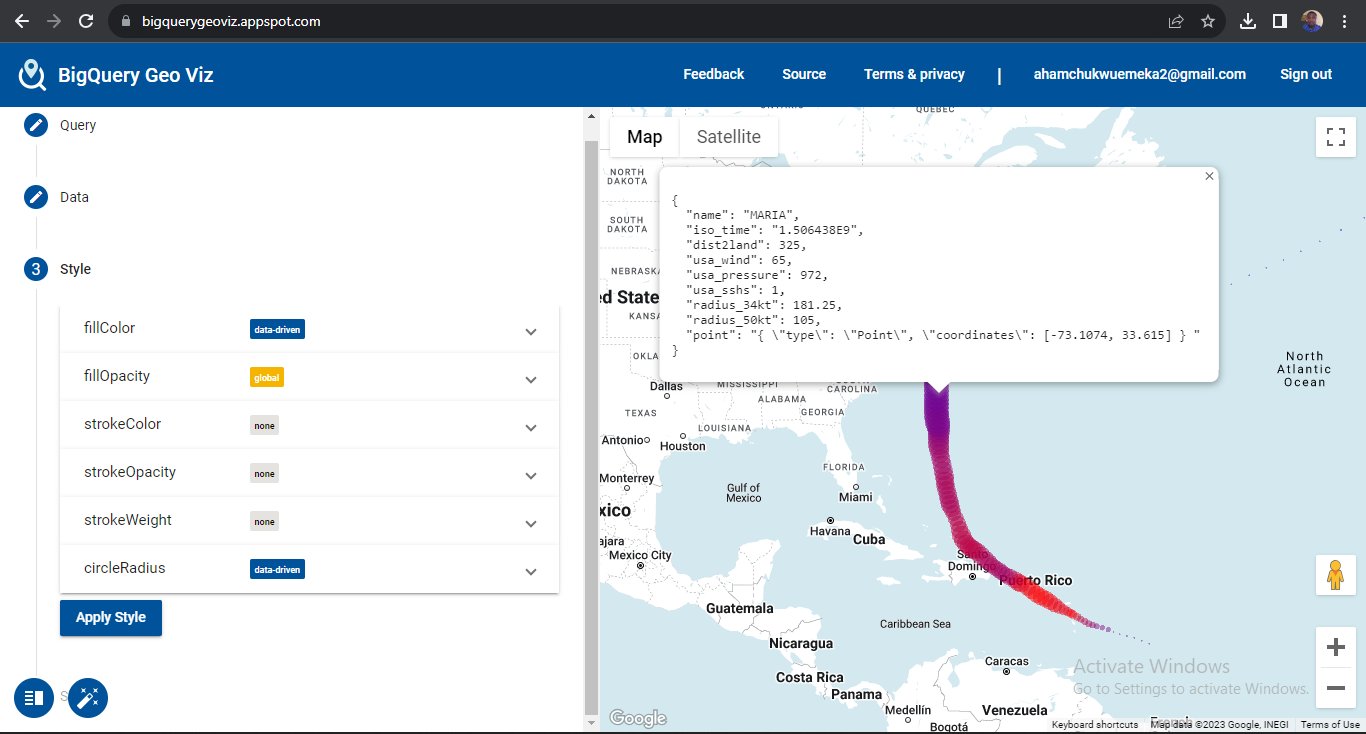 bigquerygeoviz.appspot.com
BigQuery Geo Viz
Feedback
Source
Terms & privacy
|
ahamchukwuemeka2@gmail.com
Sign out
Query
Data
3
Style
fillColor
data-driven
fillOpacity
global
strokeColor
none
strokeOpacity
none
strokeWeight
none
circleRadius
data-driven
Apply Style
S
Map
Satellite
QUEBEC
NORTH
DAKOTA
SOUTH
DAKOTA
NEBRASKA
ed State
KANSA
OKLA
{
"name": "MARIA",
"iso_time": "1.506438E9",
"dist2land": 325,
"usa_wind": 65,
"usa_pressure": 972,
"usa_sshs": 1,
"radius_34kt": 181.25,
"radius_50kt": 105,
"point": "{ \"type\": \"Point\", \"coordinates\": [-73.1074, 33.615] } "
}
North
Atlantic
Ocean
Dallas
MISSISSIPPI
CAROLINA
ALABAMA
TEXAS
GEORGIA
LOUISIANA
Antonio
Houston
FLORIDA
Monterrey
Gulf of
Mexico
Miami
xico
Havana
Cuba
ajara
Mexico City
Santo
Domingo
Puerto Rico
Guatemala
Caribbean Sea
Nicaragua
Caracas
Costa Rica
Panama
Medellín
Venezuela
Bogotá
Activate Windows
Go to Settings to activate Windows.
Google
Keyboard shortcuts
Map data ©2023 Google, INEGI
Terms of Use